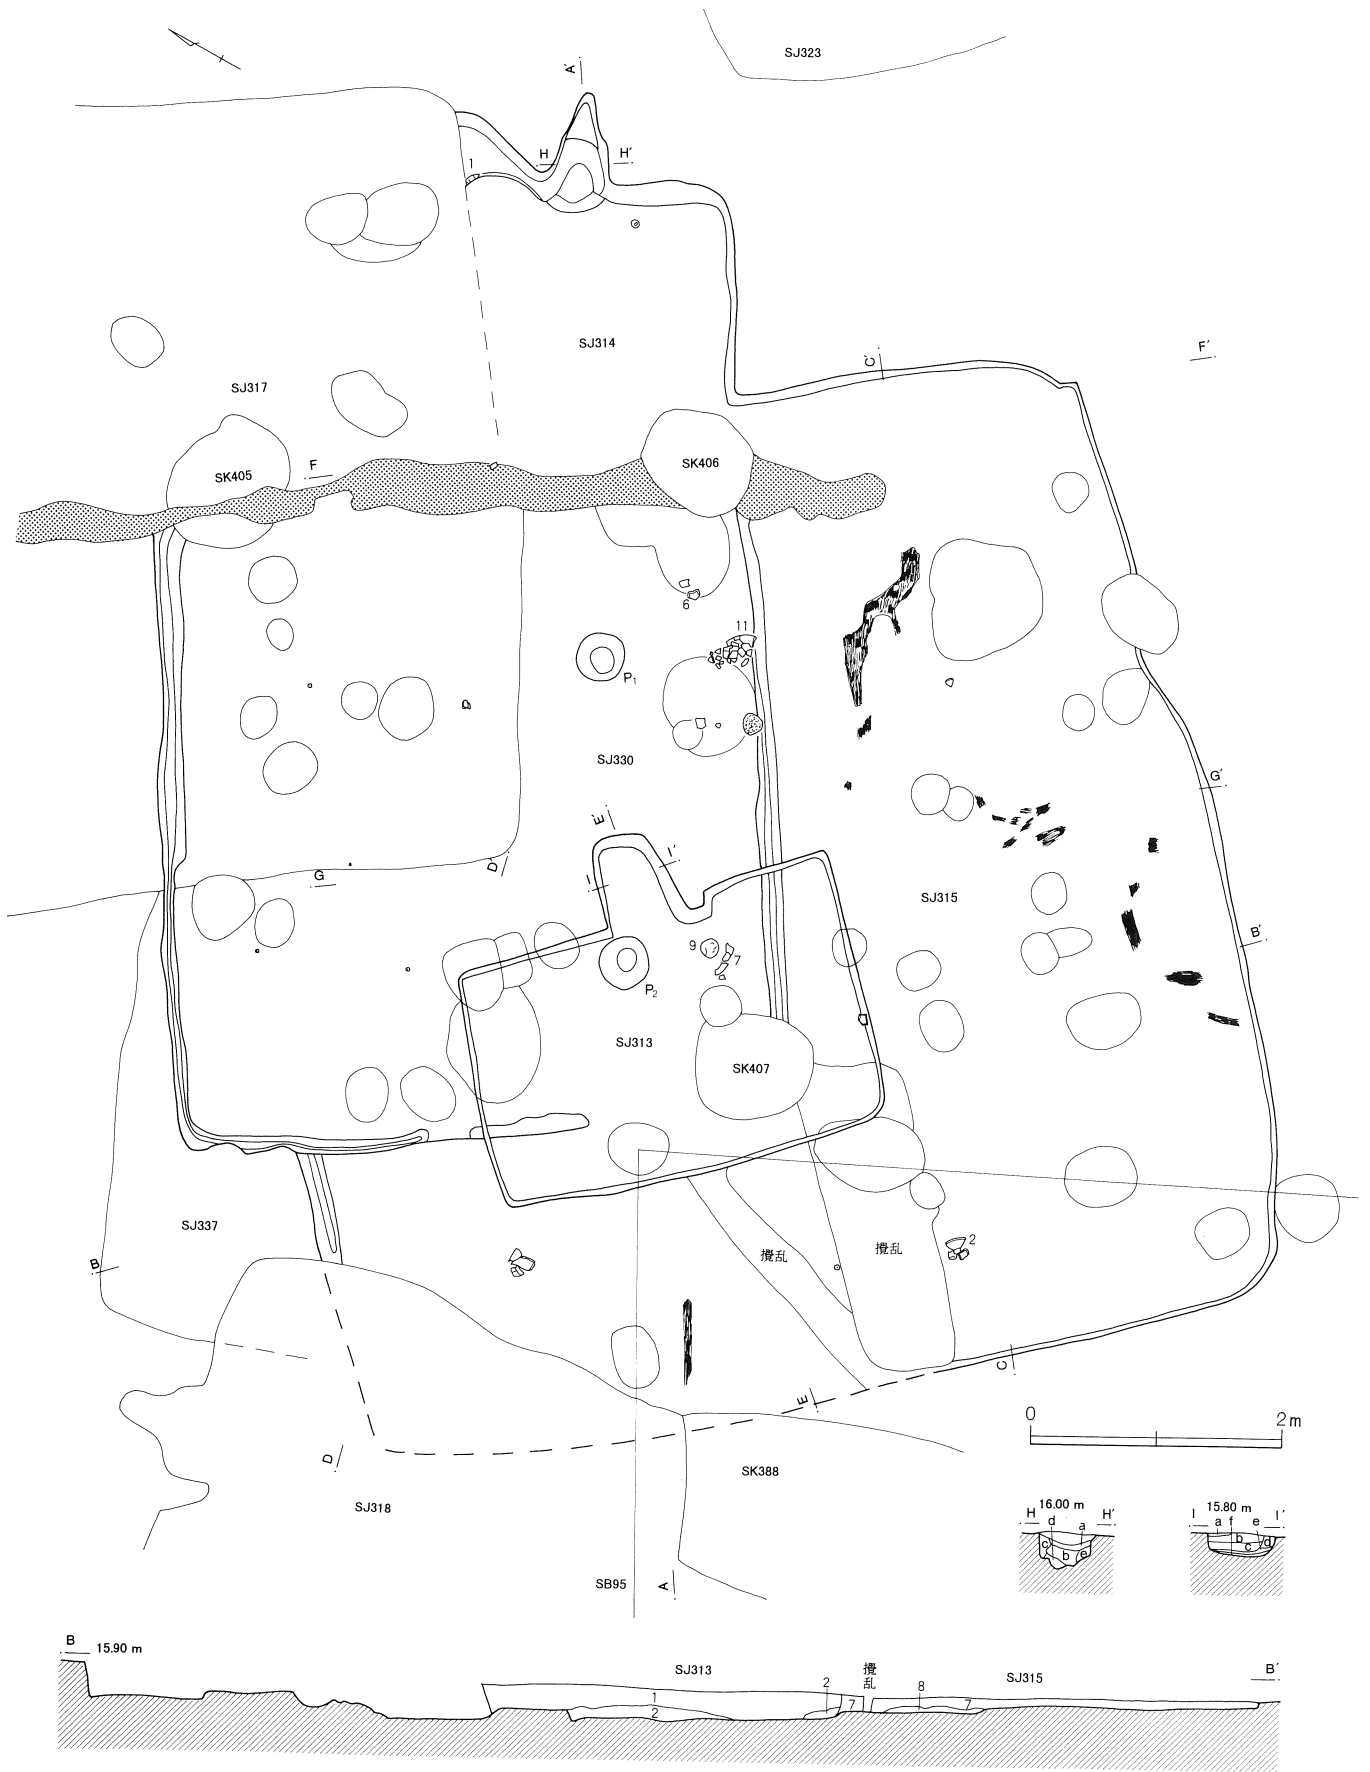 SJ323
A´
H
H´
1
SJ314
C´
F´
SJ317
SK405
F
SK406
6
11
P1
SJ330
E´
I´
I
D´
G
G´
SJ315
B´
9
7
P2
SJ313
SK407
SJ337
B
攪乱
攪乱
2
E
C
D
0
2m
SK388
SJ318
SB95
A
H
16.00 m
H´
d
a
c
b
e
I
15.80 m
I´
a
f
e
b
c
d
B
15.90 m
SJ313
攪乱
SJ315
B´
1
2
2
7
8
7